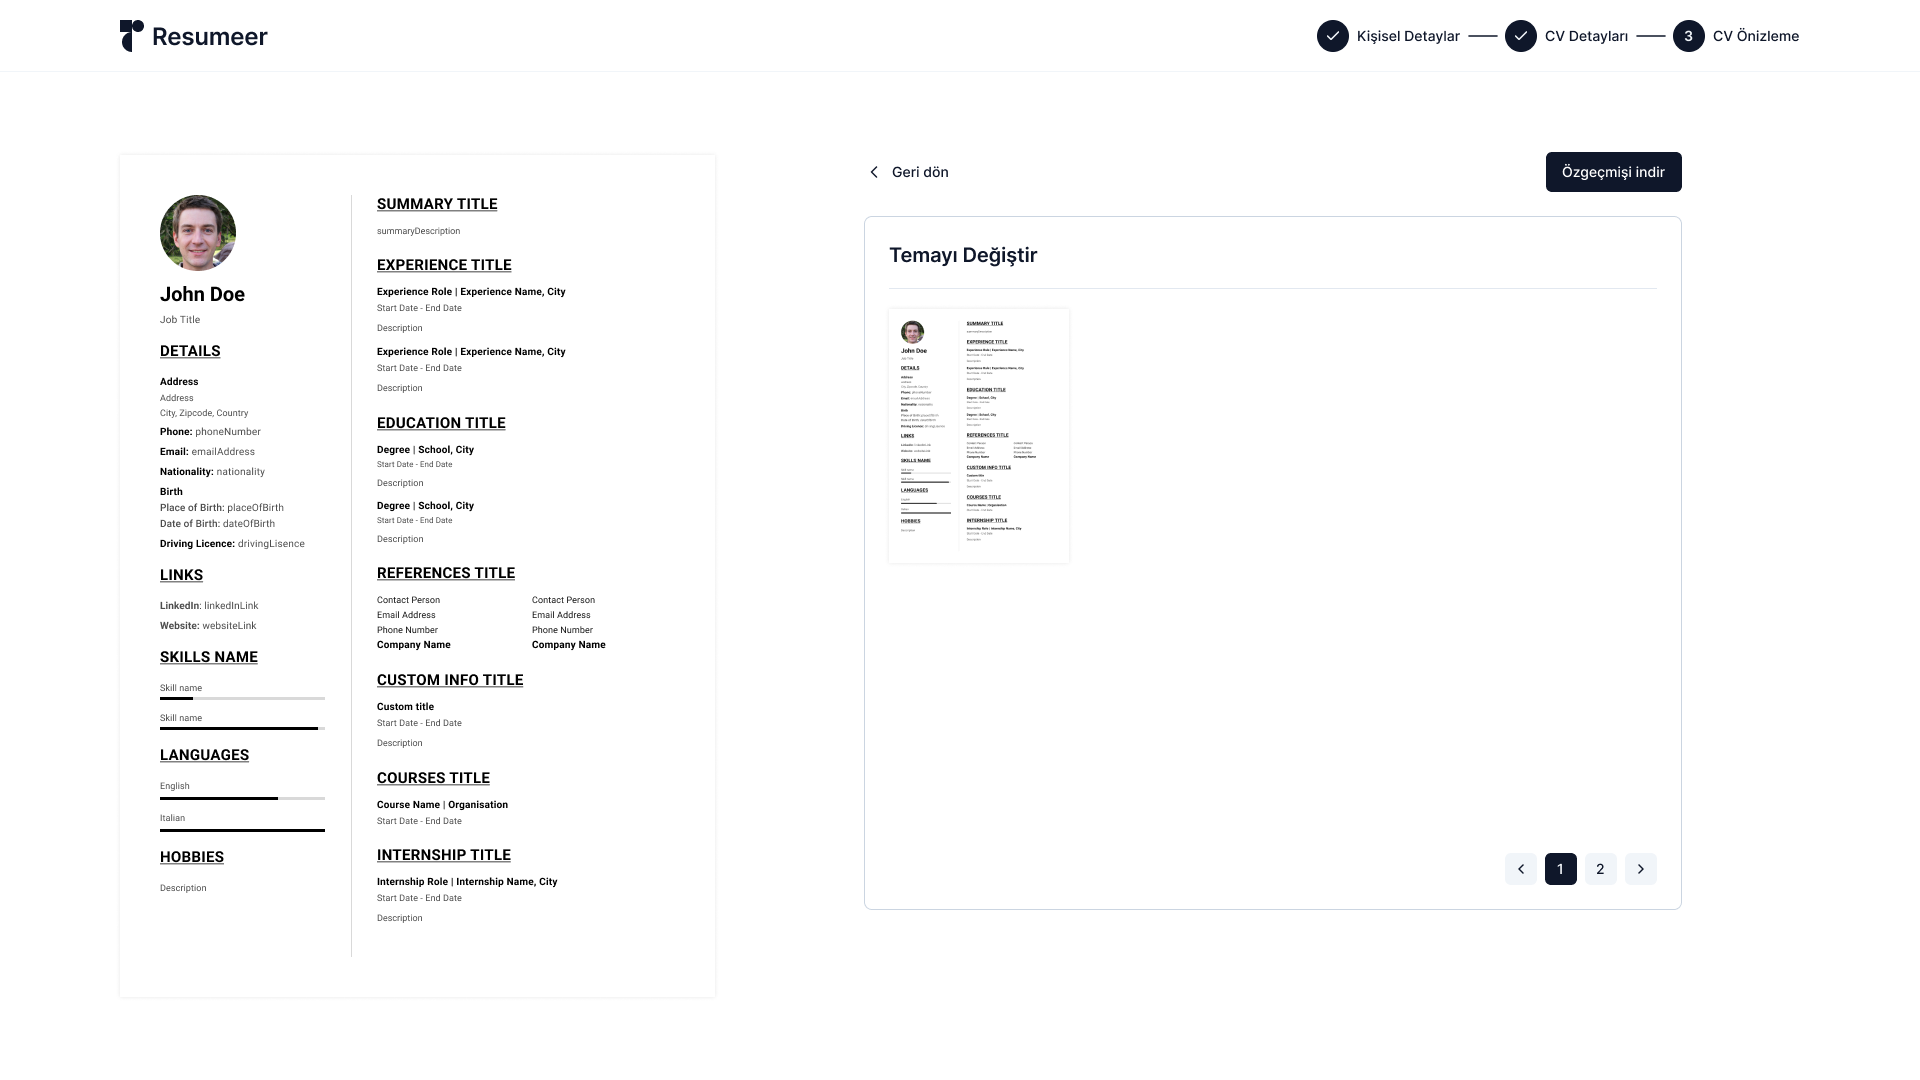 Resumeer
Kişisel Detaylar
CV Detayları
3 CV Önizleme
John Doe
Job Title
DETAILS
Address
Address
City, Zipcode, Country
Phone: phoneNumber
Email: emailAddress
Nationality: nationality
Birth
Place of Birth: placeOfBirth
Date of Birth: dateOfBirth
Driving Licence: drivingLisence
LINKS
LinkedIn: linkedInLink
Website: websiteLink
SKILLS NAME
Skill name
Skill name
LANGUAGES
English
Italian
HOBBIES
Description
SUMMARY TITLE
summaryDescription
EXPERIENCE TITLE
Experience Role | Experience Name, City
Start Date - End Date
Description
Experience Role | Experience Name, City
Start Date - End Date
Description
EDUCATION TITLE
Degree | School, City
Start Date - End Date
Description
Degree | School, City
Start Date - End Date
Description
REFERENCES TITLE
Contact Person
Email Address
Phone Number
Company Name
Contact Person
Email Address
Phone Number
Company Name
CUSTOM INFO TITLE
Custom title
Start Date - End Date
Description
COURSES TITLE
Course Name | Organisation
Start Date - End Date
INTERNSHIP TITLE
Internship Role | Internship Name, City
Start Date - End Date
Description
Geri dön
Özgeçmişi indir
Temayı Değiştir
John Doe
DETAILS
LINKS
SKILLS NAME
LANGUAGES
HOBBIES
SUMMARY TITLE
EXPERIENCE TITLE
EDUCATION TITLE
REFERENCES TITLE
CUSTOM INFO TITLE
COURSES TITLE
INTERNSHIP TITLE
1
2